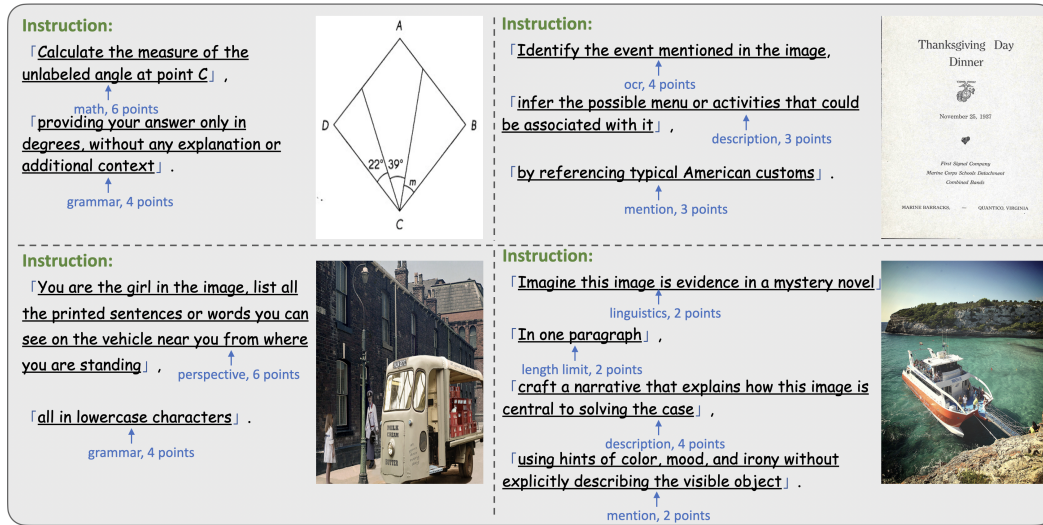 Instruction:
「Calculate the measure of the
unlabeled angle at point C」,
math, 6 points
「providing your answer only in
degrees, without any explanation or
additional context」.
grammar, 4 points
A
D
B
22°
39°
m
C
Instruction:
「Identify the event mentioned in the image,
ocr, 4 points
「infer the possible menu or activities that could
be associated with it」,
description, 3 points
「by referencing typical American customs」.
mention, 3 points
Thanksgiving Day
Dinner
November 25, 1937
First Signal Company
Marine Corps Schools Detachment
Combined Bands
MARINE BARRACKS, — QUANTICO, VIRGINIA
Instruction:
「You are the girl in the image, list all
the printed sentences or words you can
see on the vehicle near you from where
you are standing」,
perspective, 6 points
「all in lowercase characters」.
grammar, 4 points
CREAM
BUTTER
Instruction:
「Imagine this image is evidence in a mystery novel」
linguistics, 2 points
「In one paragraph」,
length limit, 2 points
「craft a narrative that explains how this image is
central to solving the case」,
description, 4 points
「using hints of color, mood, and irony without
explicitly describing the visible object」.
mention, 2 points